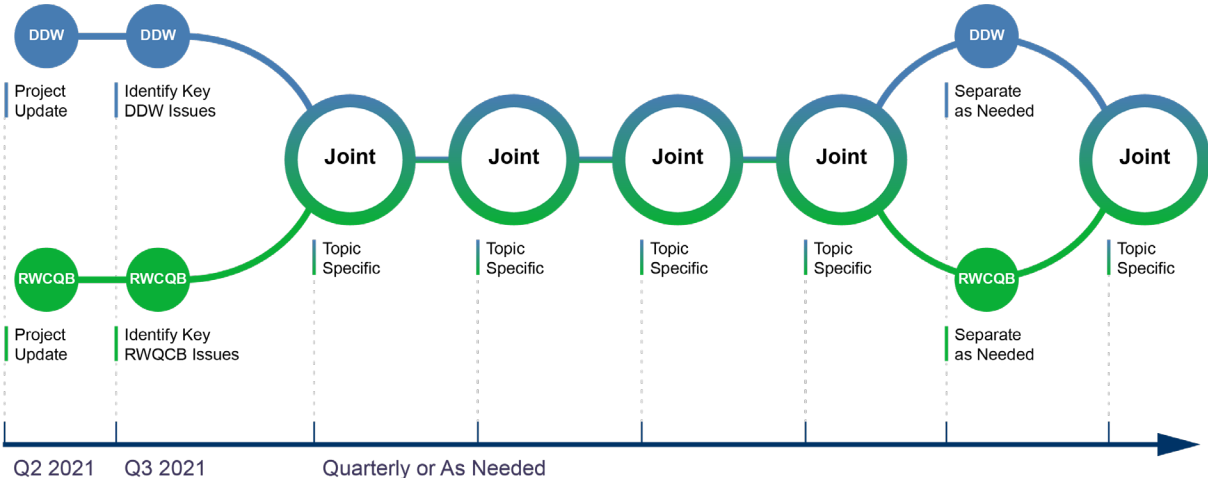 DDW
DDW
DDW
Project
Update
Identify Key
DDW Issues
Separate
as Needed
Joint
Joint
Joint
Joint
Joint
Topic
Specific
Topic
Specific
Topic
Specific
Topic
Specific
Topic
Specific
RWCQB
RWCQB
RWCQB
Project
Update
Identify Key
RWQCB Issues
Separate
as Needed
Q2 2021
Q3 2021
Quarterly or As Needed